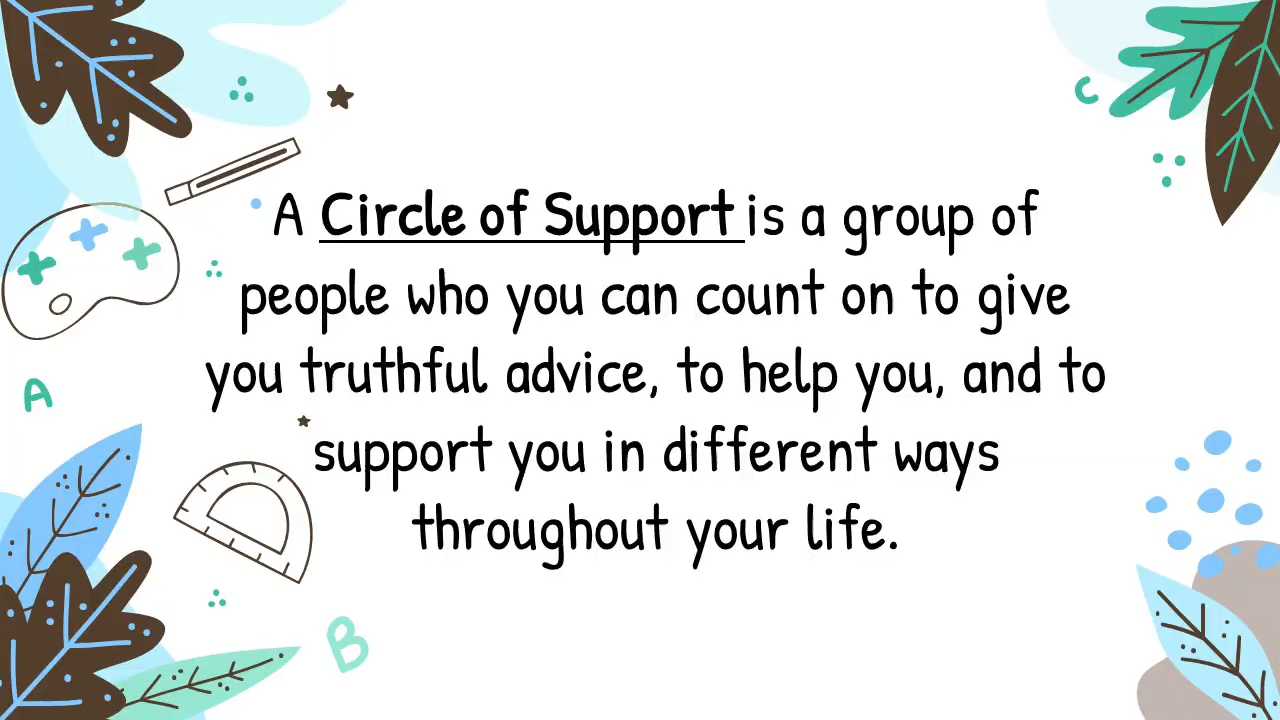 A Circle of Support is a group of
people who you can count on to give
you truthful advice, to help you, and to
support you in different ways
throughout your life.
A
B
C